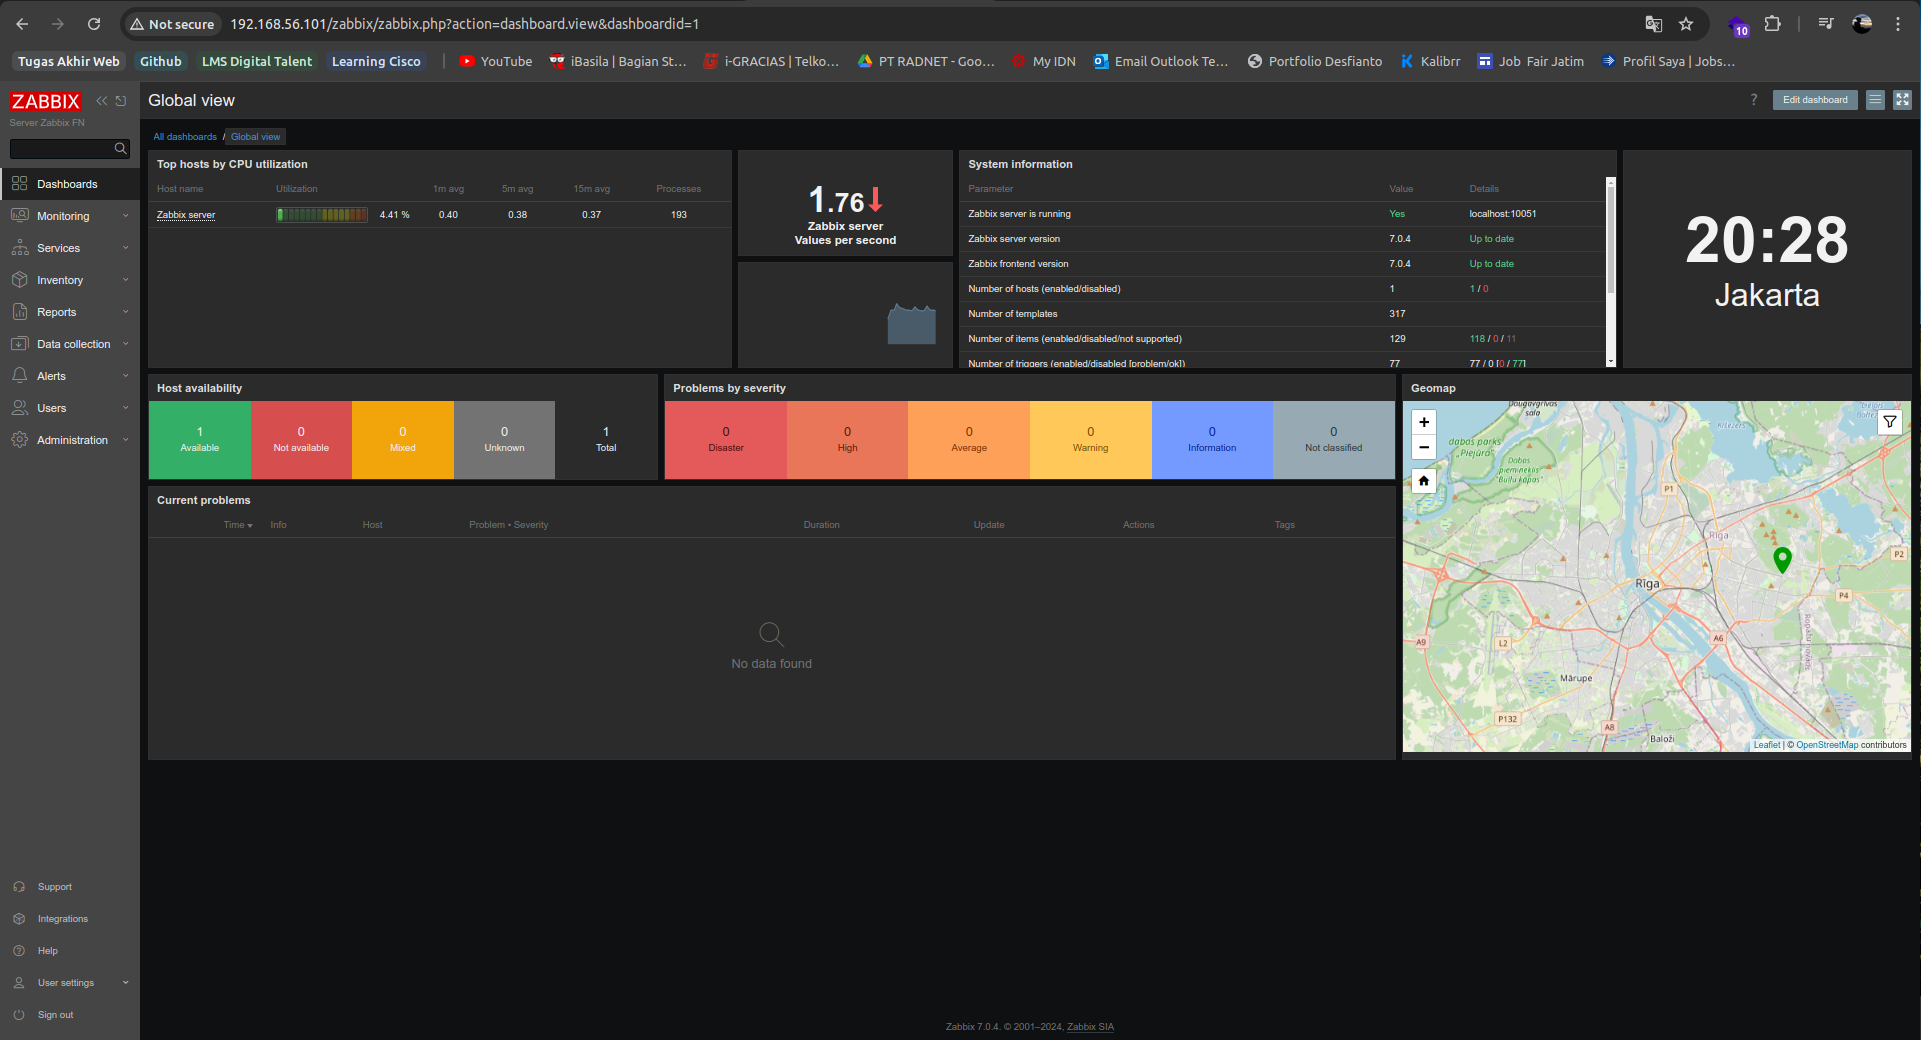 Not secure 192.168.56.101/zabbix/zabbix.php?action=dashboard.view&dashboardid=1
10
Tugas Akhir Web Github LMS Digital Talent Learning Cisco YouTube iBasila | Bagian St... i-GRACIAS | Telko... PT RADNET - Goo... My IDN Email Outlook Te... Portfolio Desfianto Kalibrr Job Fair Jatim Profil Saya | Jobs...
ZABBIX
Server Zabbix FN
Dashboards
Monitoring
Services
Inventory
Reports
Data collection
Alerts
Users
Administration
Support
Integrations
Help
User settings
Sign out
Global view
? Edit dashboard
All dashboards / Global view
Top hosts by CPU utilization
Host name Utilization 1m avg 5m avg 15m avg Processes
Zabbix server 4.41 % 0.40 0.38 0.37 193
1.76
Zabbix server
Values per second
System information
Parameter Value Details
Zabbix server is running Yes localhost:10051
Zabbix server version 7.0.4 Up to date
Zabbix frontend version 7.0.4 Up to date
Number of hosts (enabled/disabled) 1 1 / 0
Number of templates 317
Number of items (enabled/disabled/not supported) 129 118 / 0 / 11
Number of triggers (enabled/disabled [problem/ok]) 77 77 / 0 [0 / 77]
20:28
Jakarta
Host availability
1 0 0 0 1
Available Not available Mixed Unknown Total
Problems by severity
0 0 0 0 0 0
Disaster High Average Warning Information Not classified
Current problems
Time Info Host Problem • Severity Duration Update Actions Tags
No data found
Geomap
+
−
Daugavgrīvas
sala
dabas parks
"Piejūra"
Dabas
piemineklis
"Buļļu kāpas"
Ķīšezers
P1
Rīga
P2
Rīga
P4
A9
L2
A6
Ropažu novads
Mārupe
P132
A8
Baloži
Leaflet | © OpenStreetMap contributors
Zabbix 7.0.4. © 2001–2024, Zabbix SIA